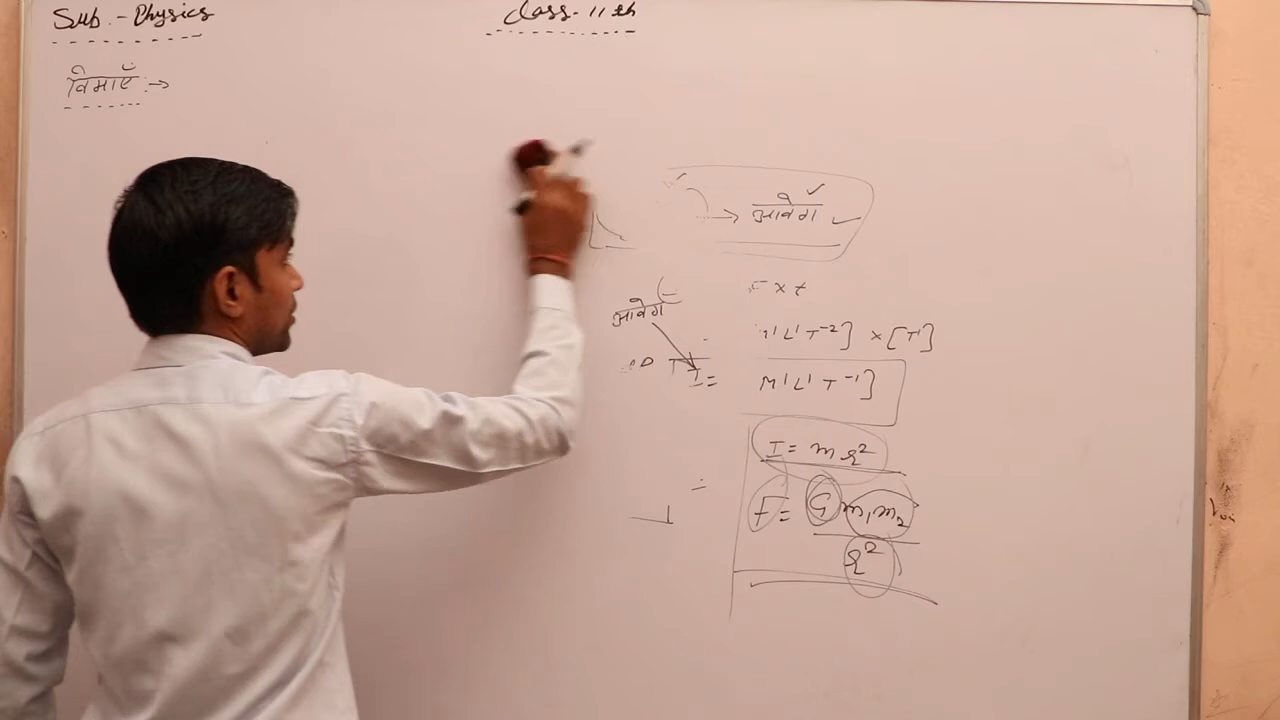 Sub. - Physics
Class - 11th
विमाएँ :→
→ आवेग
F × t
आवेग
M¹L¹T⁻²] × [T¹]
I = M¹L¹T⁻¹]
I = mr²
F = G m₁m₂
r²